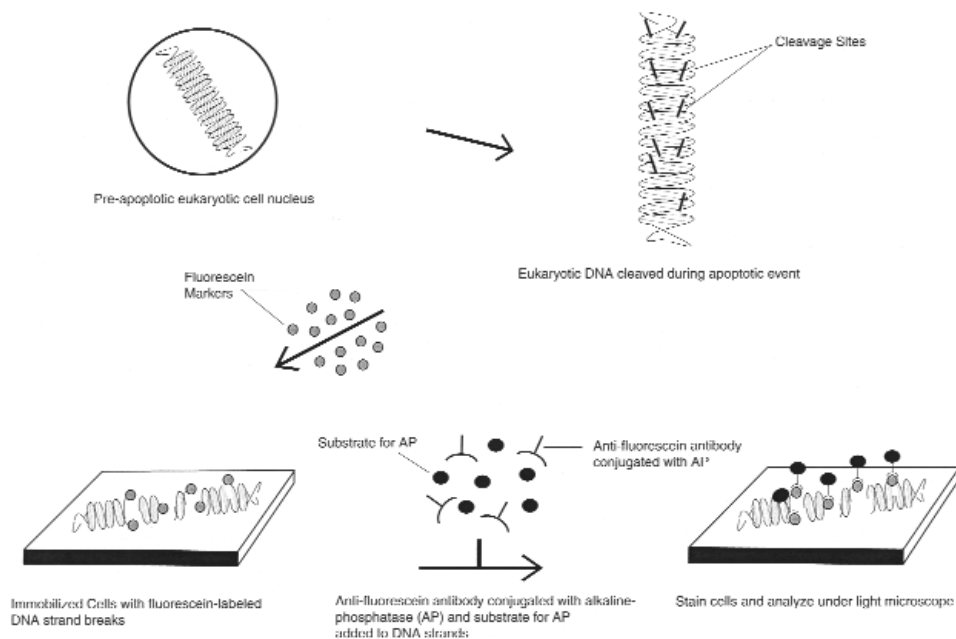 Cleavage Sites
Pre-apoptotic eukaryotic cell nucleus
Eukaryotic DNA cleaved during apoptotic event
Fluorescein
Markers
Substrate for AP
Anti-fluorescein antibody
conjugated with AP
Immobilized Cells with fluorescein-labeled
DNA strand breaks
Anti-fluorescein antibody conjugated with alkaline-
phosphatase (AP) and substrate for AP
added to DNA strands
Stain cells and analyze under light microscope